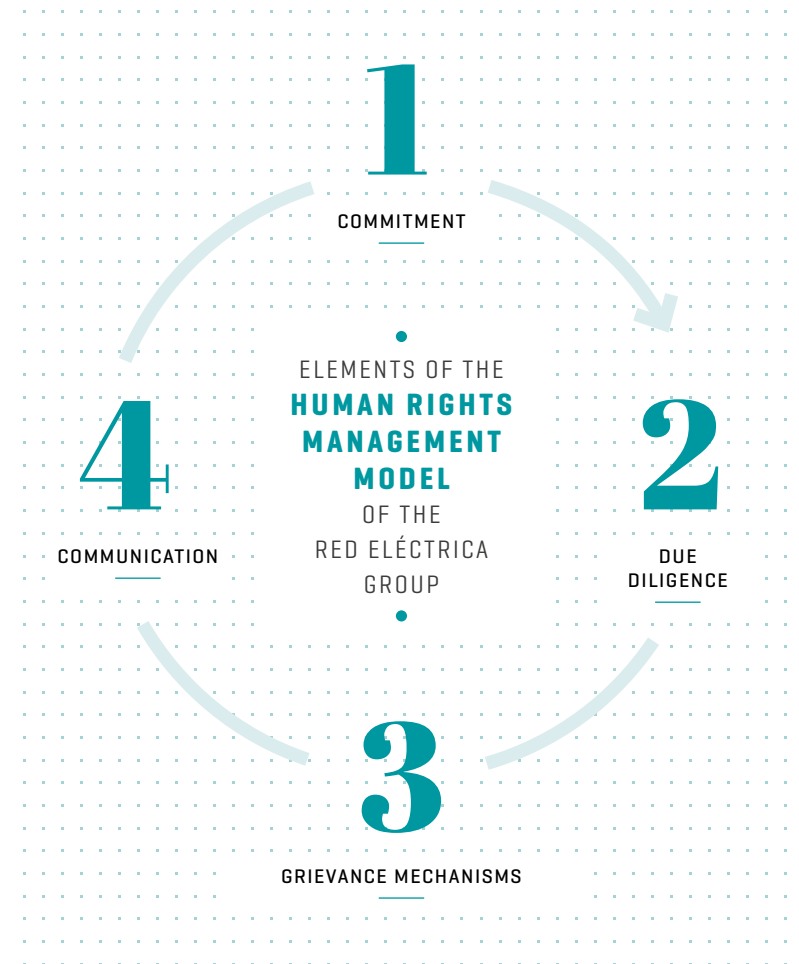 1
COMMITMENT
ELEMENTS OF THE
HUMAN RIGHTS
MANAGEMENT
MODEL
OF THE
RED ELÉCTRICA
GROUP
2
DUE
DILIGENCE
3
GRIEVANCE MECHANISMS
4
COMMUNICATION